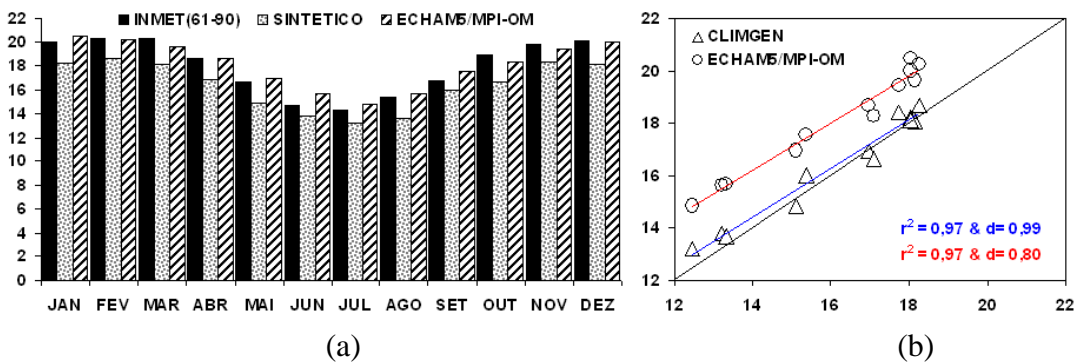 INMET(61-90) SINTETICO ECHAM5/MPI-OM
22
20
18
16
14
12
10
8
6
4
2
0
JAN FEV MAR ABR MAI JUN JUL AGO SET OUT NOV DEZ
(a)
CLIMGEN
ECHAM5/MPI-OM
22
20
18
16
14
12
r² = 0,97 & d= 0,99
r² = 0,97 & d= 0,80
12 14 16 18 20 22
(b)